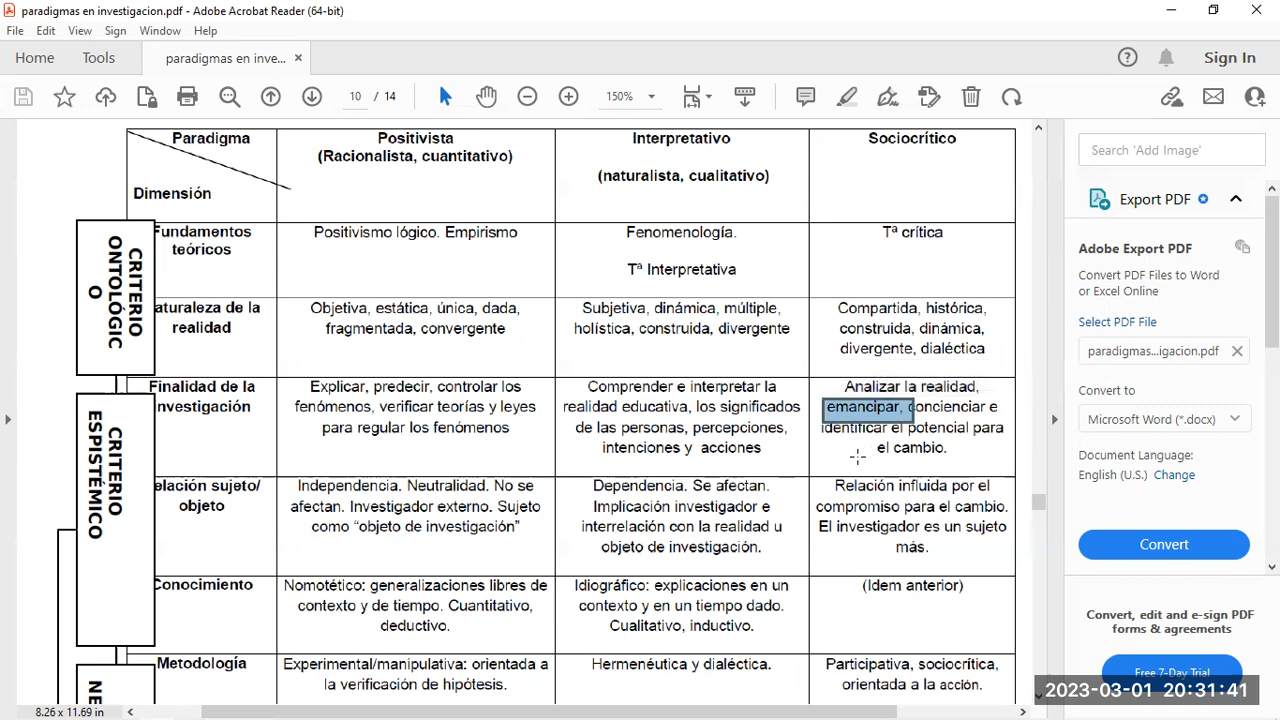 paradigmas en investigacion.pdf - Adobe Acrobat Reader (64-bit)
File Edit View Sign Window Help
Home Tools paradigmas en inve... × Sign In
10 / 14 150%
Paradigma
Dimensión
Positivista
(Racionalista, cuantitativo)
Interpretativo
(naturalista, cualitativo)
Sociocrítico
CRITERIO
ONTOLÓGIC
O
Fundamentos
teóricos
Positivismo lógico. Empirismo
Fenomenología.
Tª Interpretativa
Tª crítica
aturaleza de la
realidad
Objetiva, estática, única, dada,
fragmentada, convergente
Subjetiva, dinámica, múltiple,
holística, construida, divergente
Compartida, histórica,
construida, dinámica,
divergente, dialéctica
CRITERIO
ESPISTÉMICO
Finalidad de la
investigación
Explicar, predecir, controlar los
fenómenos, verificar teorías y leyes
para regular los fenómenos
Comprender e interpretar la
realidad educativa, los significados
de las personas, percepciones,
intenciones y acciones
Analizar la realidad,
emancipar, concienciar e
identificar el potencial para
el cambio.
elación sujeto/
objeto
Independencia. Neutralidad. No se
afectan. Investigador externo. Sujeto
como “objeto de investigación”
Dependencia. Se afectan.
Implicación investigador e
interrelación con la realidad u
objeto de investigación.
Relación influida por el
compromiso para el cambio.
El investigador es un sujeto
más.
Conocimiento
Nomotético: generalizaciones libres de
contexto y de tiempo. Cuantitativo,
deductivo.
Idiográfico: explicaciones en un
contexto y en un tiempo dado.
Cualitativo, inductivo.
(Idem anterior)
NE
Metodología
Experimental/manipulativa: orientada a
la verificación de hipótesis.
Hermenéutica y dialéctica.
Participativa, sociocrítica,
orientada a la acción.
8.26 x 11.69 in
Search 'Add Image'
Export PDF
Adobe Export PDF
Convert PDF Files to Word
or Excel Online
Select PDF File
paradigmas...igacion.pdf ×
Convert to
Microsoft Word (*.docx)
Document Language:
English (U.S.) Change
Convert
Convert, edit and e-sign PDF
forms & agreements
Free 7-Day Trial
2023-03-01 20:31:41